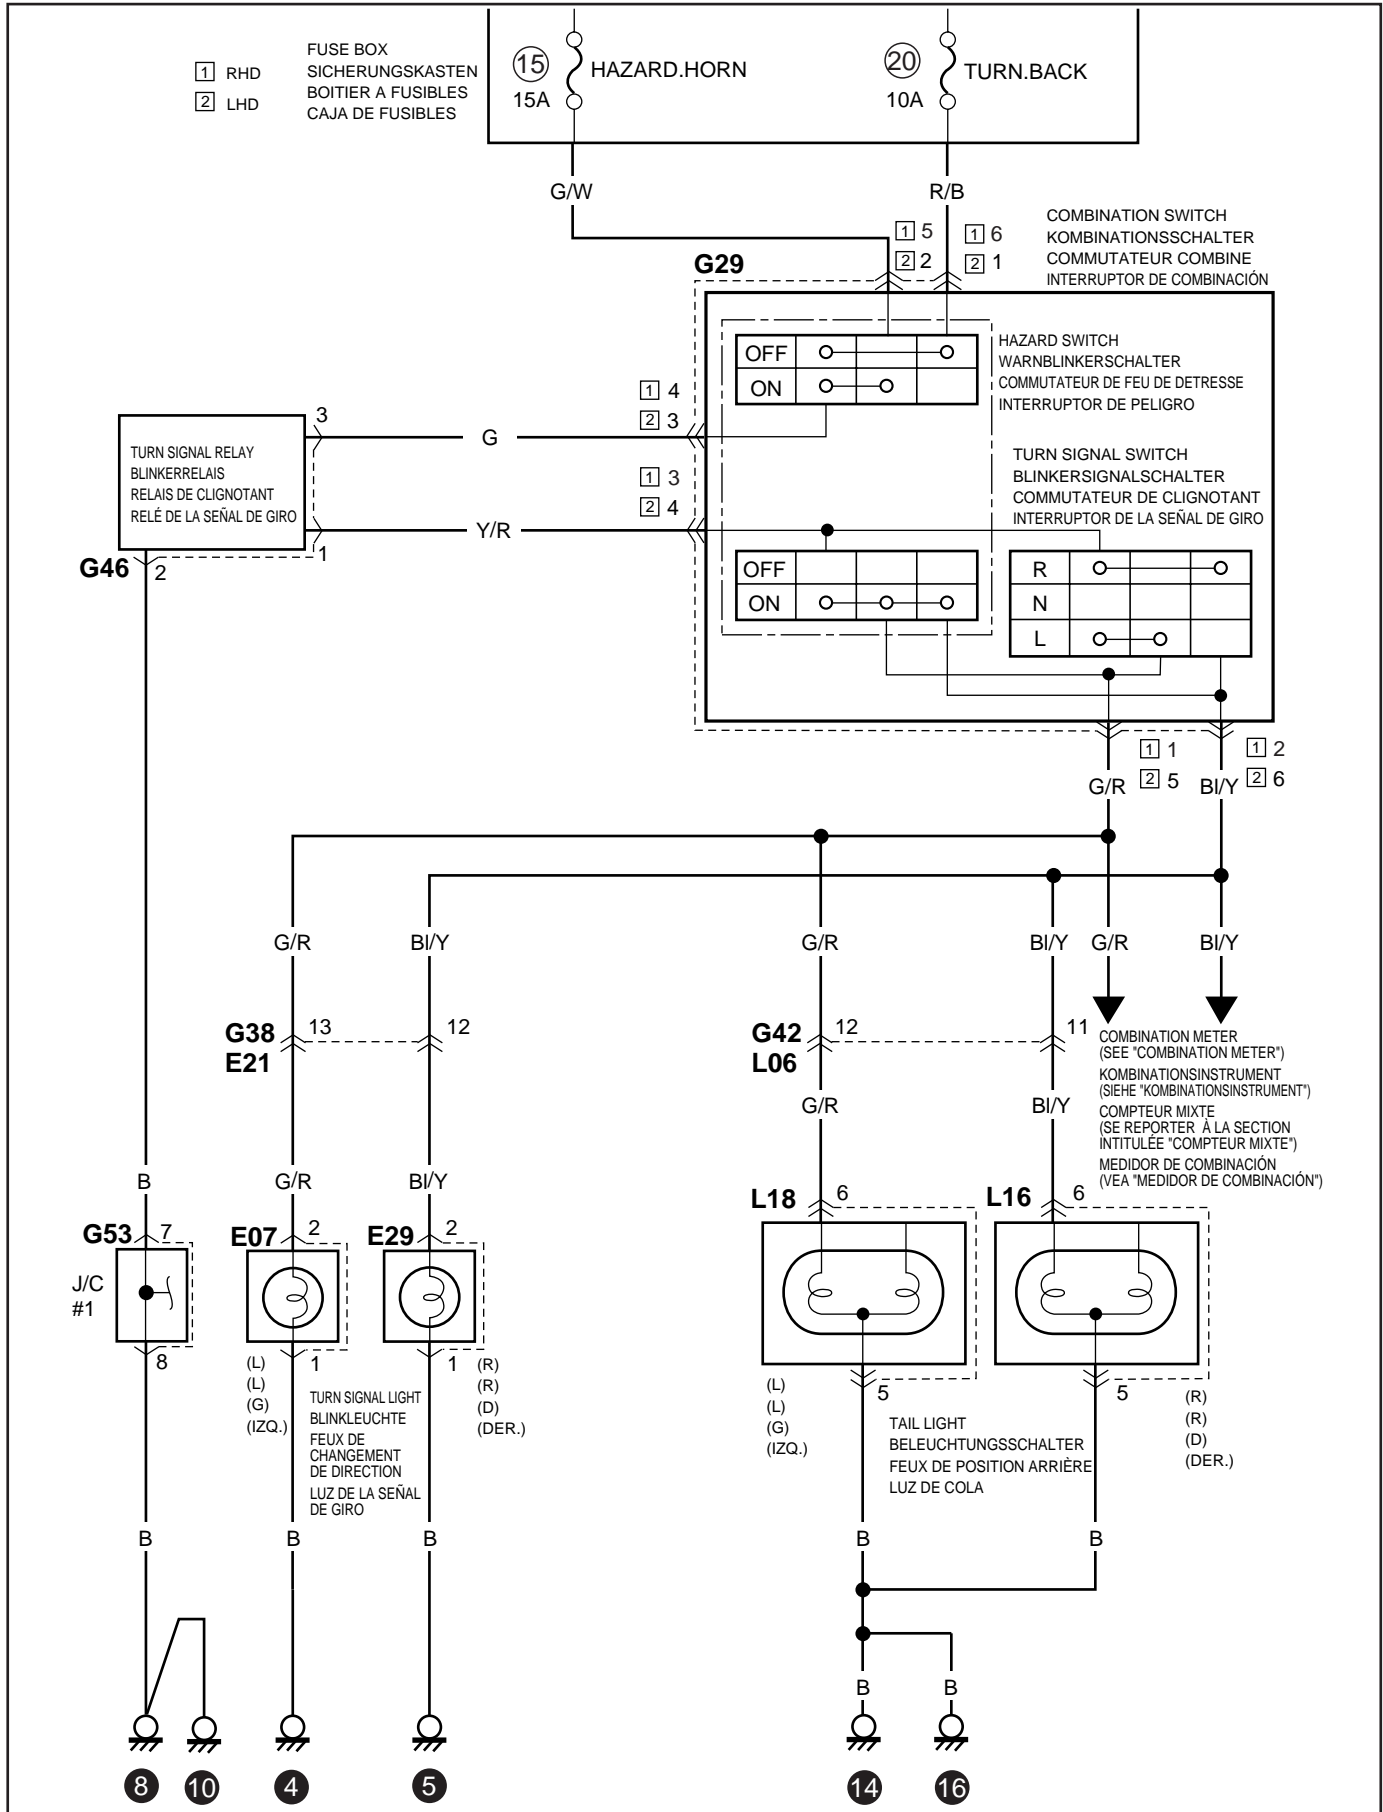 1 RHD
2 LHD
FUSE BOX
SICHERUNGSKASTEN
BOITIER A FUSIBLES
CAJA DE FUSIBLES
15
15A
HAZARD.HORN
20
10A
TURN.BACK
G/W
R/B
1 5
2 2
1 6
2 1
COMBINATION SWITCH
KOMBINATIONSSCHALTER
COMMUTATEUR COMBINE
INTERRUPTOR DE COMBINACIÓN
G29
OFF
ON
HAZARD SWITCH
WARNBLINKERSCHALTER
COMMUTATEUR DE FEU DE DETRESSE
INTERRUPTOR DE PELIGRO
1 4
2 3
3
G
TURN SIGNAL RELAY
BLINKERRELAIS
RELAIS DE CLIGNOTANT
RELÉ DE LA SEÑAL DE GIRO
TURN SIGNAL SWITCH
BLINKERSIGNALSCHALTER
COMMUTATEUR DE CLIGNOTANT
INTERRUPTOR DE LA SEÑAL DE GIRO
1 3
2 4
Y/R
1
G46
2
OFF
ON
R
N
L
1 1
2 5
1 2
2 6
G/R
Bl/Y
G/R
Bl/Y
G/R
Bl/Y
G/R
Bl/Y
G38
E21
13
12
G42
L06
12
11
COMBINATION METER
(SEE "COMBINATION METER")
KOMBINATIONSINSTRUMENT
(SIEHE "KOMBINATIONSINSTRUMENT")
COMPTEUR MIXTE
(SE REPORTER À LA SECTION
INTITULÉE "COMPTEUR MIXTE")
MEDIDOR DE COMBINACIÓN
(VEA "MEDIDOR DE COMBINACIÓN")
G/R
Bl/Y
B
G/R
Bl/Y
L18
6
L16
6
G53
7
E07
2
E29
2
J/C
#1
8
1
1
(L)
(L)
(G)
(IZQ.)
TURN SIGNAL LIGHT
BLINKLEUCHTE
FEUX DE
CHANGEMENT
DE DIRECTION
LUZ DE LA SEÑAL
DE GIRO
(R)
(R)
(D)
(DER.)
5
5
(L)
(L)
(G)
(IZQ.)
TAIL LIGHT
BELEUCHTUNGSSCHALTER
FEUX DE POSITION ARRIÈRE
LUZ DE COLA
(R)
(R)
(D)
(DER.)
B
B
B
B
B
B
B
8
10
4
5
14
16